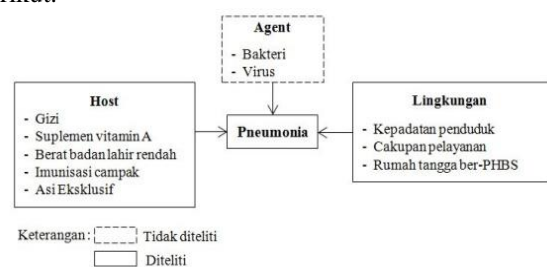 Agent
- Bakteri
- Virus
Host
- Gizi
- Suplemen vitamin A
- Berat badan lahir rendah
- Imunisasi campak
- Asi Eksklusif
Pneumonia
Lingkungan
- Kepadatan penduduk
- Cakupan pelayanan
- Rumah tangga ber-PHBS
Keterangan : Tidak diteliti
Diteliti